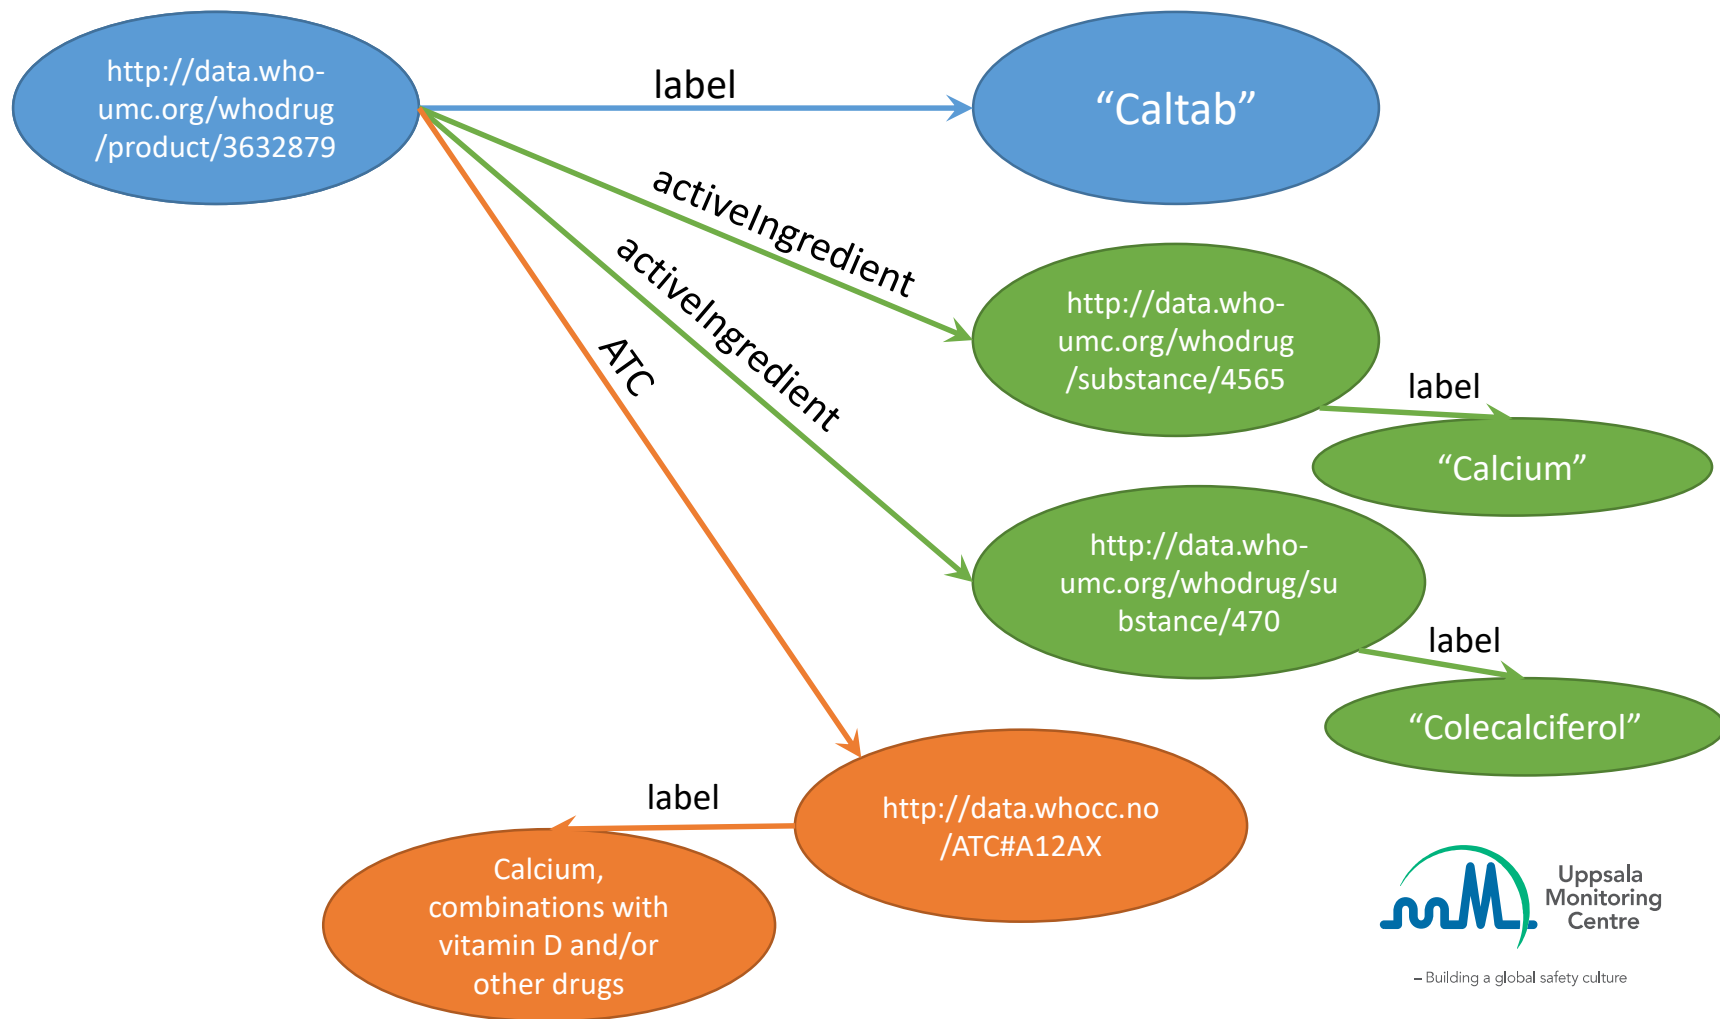 http://data.who-
umc.org/whodrug
/product/3632879
label
“Caltab”
activeIngredient
activeIngredient
ATC
http://data.who-
umc.org/whodrug
/substance/4565
label
“Calcium”
http://data.who-
umc.org/whodrug/su
bstance/470
label
“Colecalciferol”
http://data.whocc.no
/ATC#A12AX
label
Calcium,
combinations with
vitamin D and/or
other drugs
Uppsala
Monitoring
Centre
– Building a global safety culture